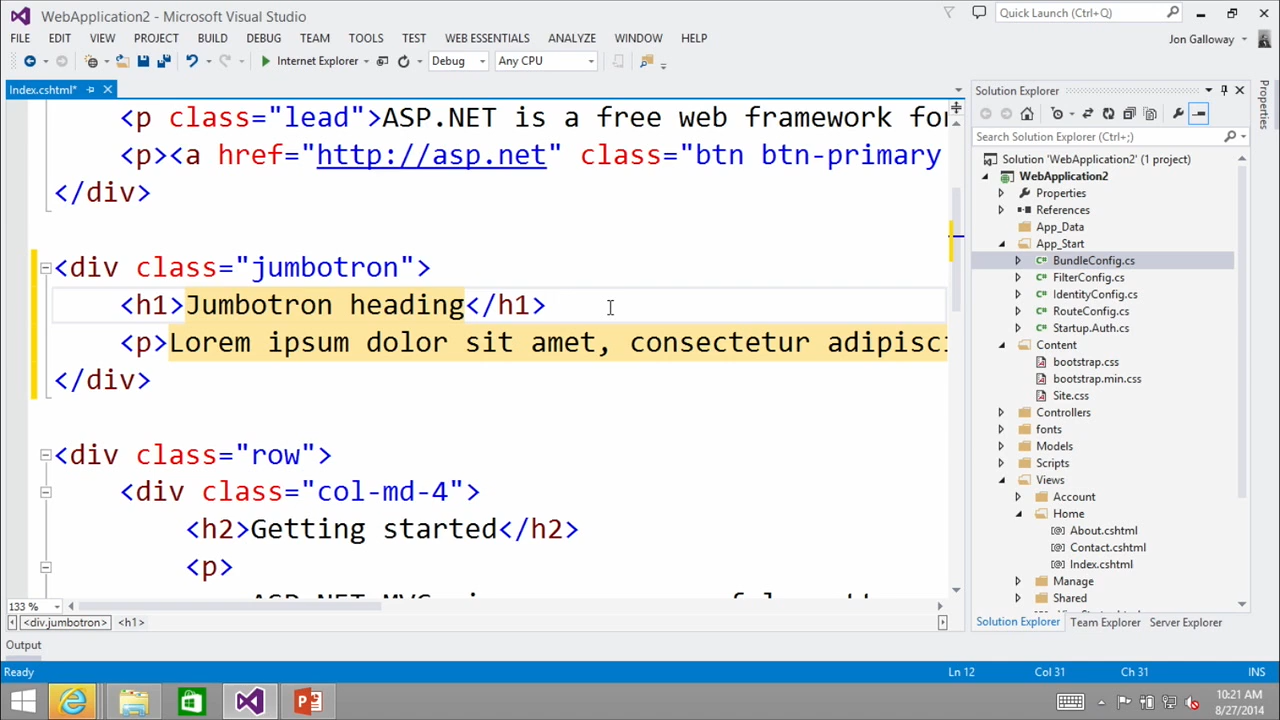 WebApplication2 - Microsoft Visual Studio
Quick Launch (Ctrl+Q)
FILE EDIT VIEW PROJECT BUILD DEBUG TEAM TOOLS TEST WEB ESSENTIALS ANALYZE WINDOW HELP
Jon Galloway
Internet Explorer Debug Any CPU
Index.cshtml*
<p class="lead">ASP.NET is a free web framework for
<p><a href="http://asp.net" class="btn btn-primary
</div>
<div class="jumbotron">
<h1>Jumbotron heading</h1>
<p>Lorem ipsum dolor sit amet, consectetur adipisci
</div>
<div class="row">
<div class="col-md-4">
<h2>Getting started</h2>
<p>
133 %
<div.jumbotron> <h1>
Output
Solution Explorer
Search Solution Explorer (Ctrl+;)
Solution 'WebApplication2' (1 project)
WebApplication2
Properties
References
App_Data
App_Start
BundleConfig.cs
FilterConfig.cs
IdentityConfig.cs
RouteConfig.cs
Startup.Auth.cs
Content
bootstrap.css
bootstrap.min.css
Site.css
Controllers
fonts
Models
Scripts
Views
Account
Home
About.cshtml
Contact.cshtml
Index.cshtml
Manage
Shared
Solution Explorer Team Explorer Server Explorer
Properties
Ready Ln 12 Col 31 Ch 31 INS
10:21 AM
8/27/2014